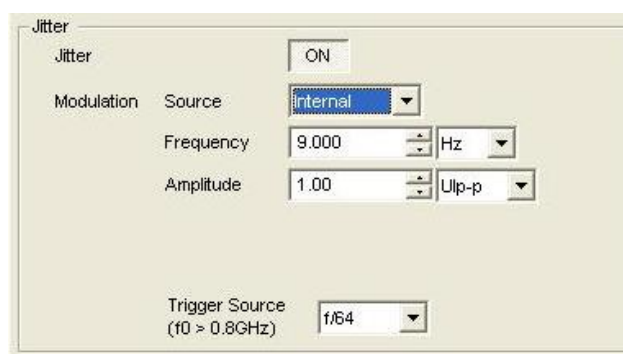 Jitter
Jitter ON
Modulation Source Internal
Frequency 9.000 Hz
Amplitude 1.00 UIp-p
Trigger Source
(f0 > 0.8GHz) f/64